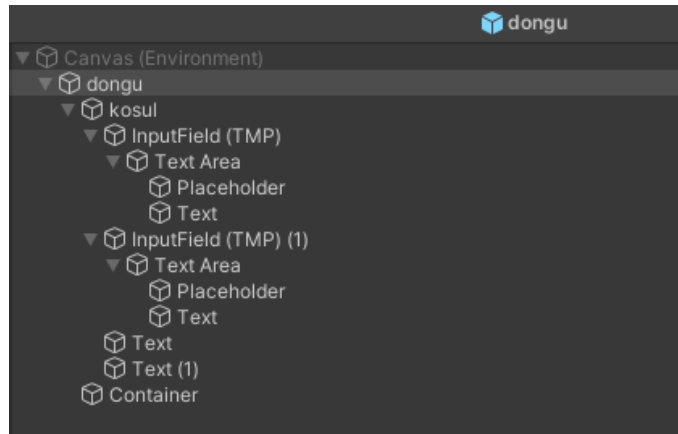 dongu
Canvas (Environment)
dongu
kosul
InputField (TMP)
Text Area
Placeholder
Text
InputField (TMP) (1)
Text Area
Placeholder
Text
Text
Text (1)
Container